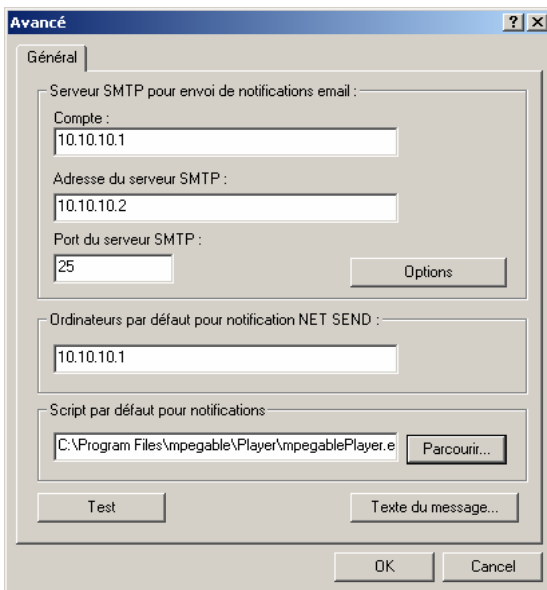 Avancé
Général
Serveur SMTP pour envoi de notifications email :
Compte :
10.10.10.1
Adresse du serveur SMTP :
10.10.10.2
Port du serveur SMTP :
25
Options
Ordinateurs par défaut pour notification NET SEND :
10.10.10.1
Script par défaut pour notifications
C:\Program Files\mpegable\Player\mpegablePlayer.e
Parcourir...
Test
Texte du message...
OK
Cancel